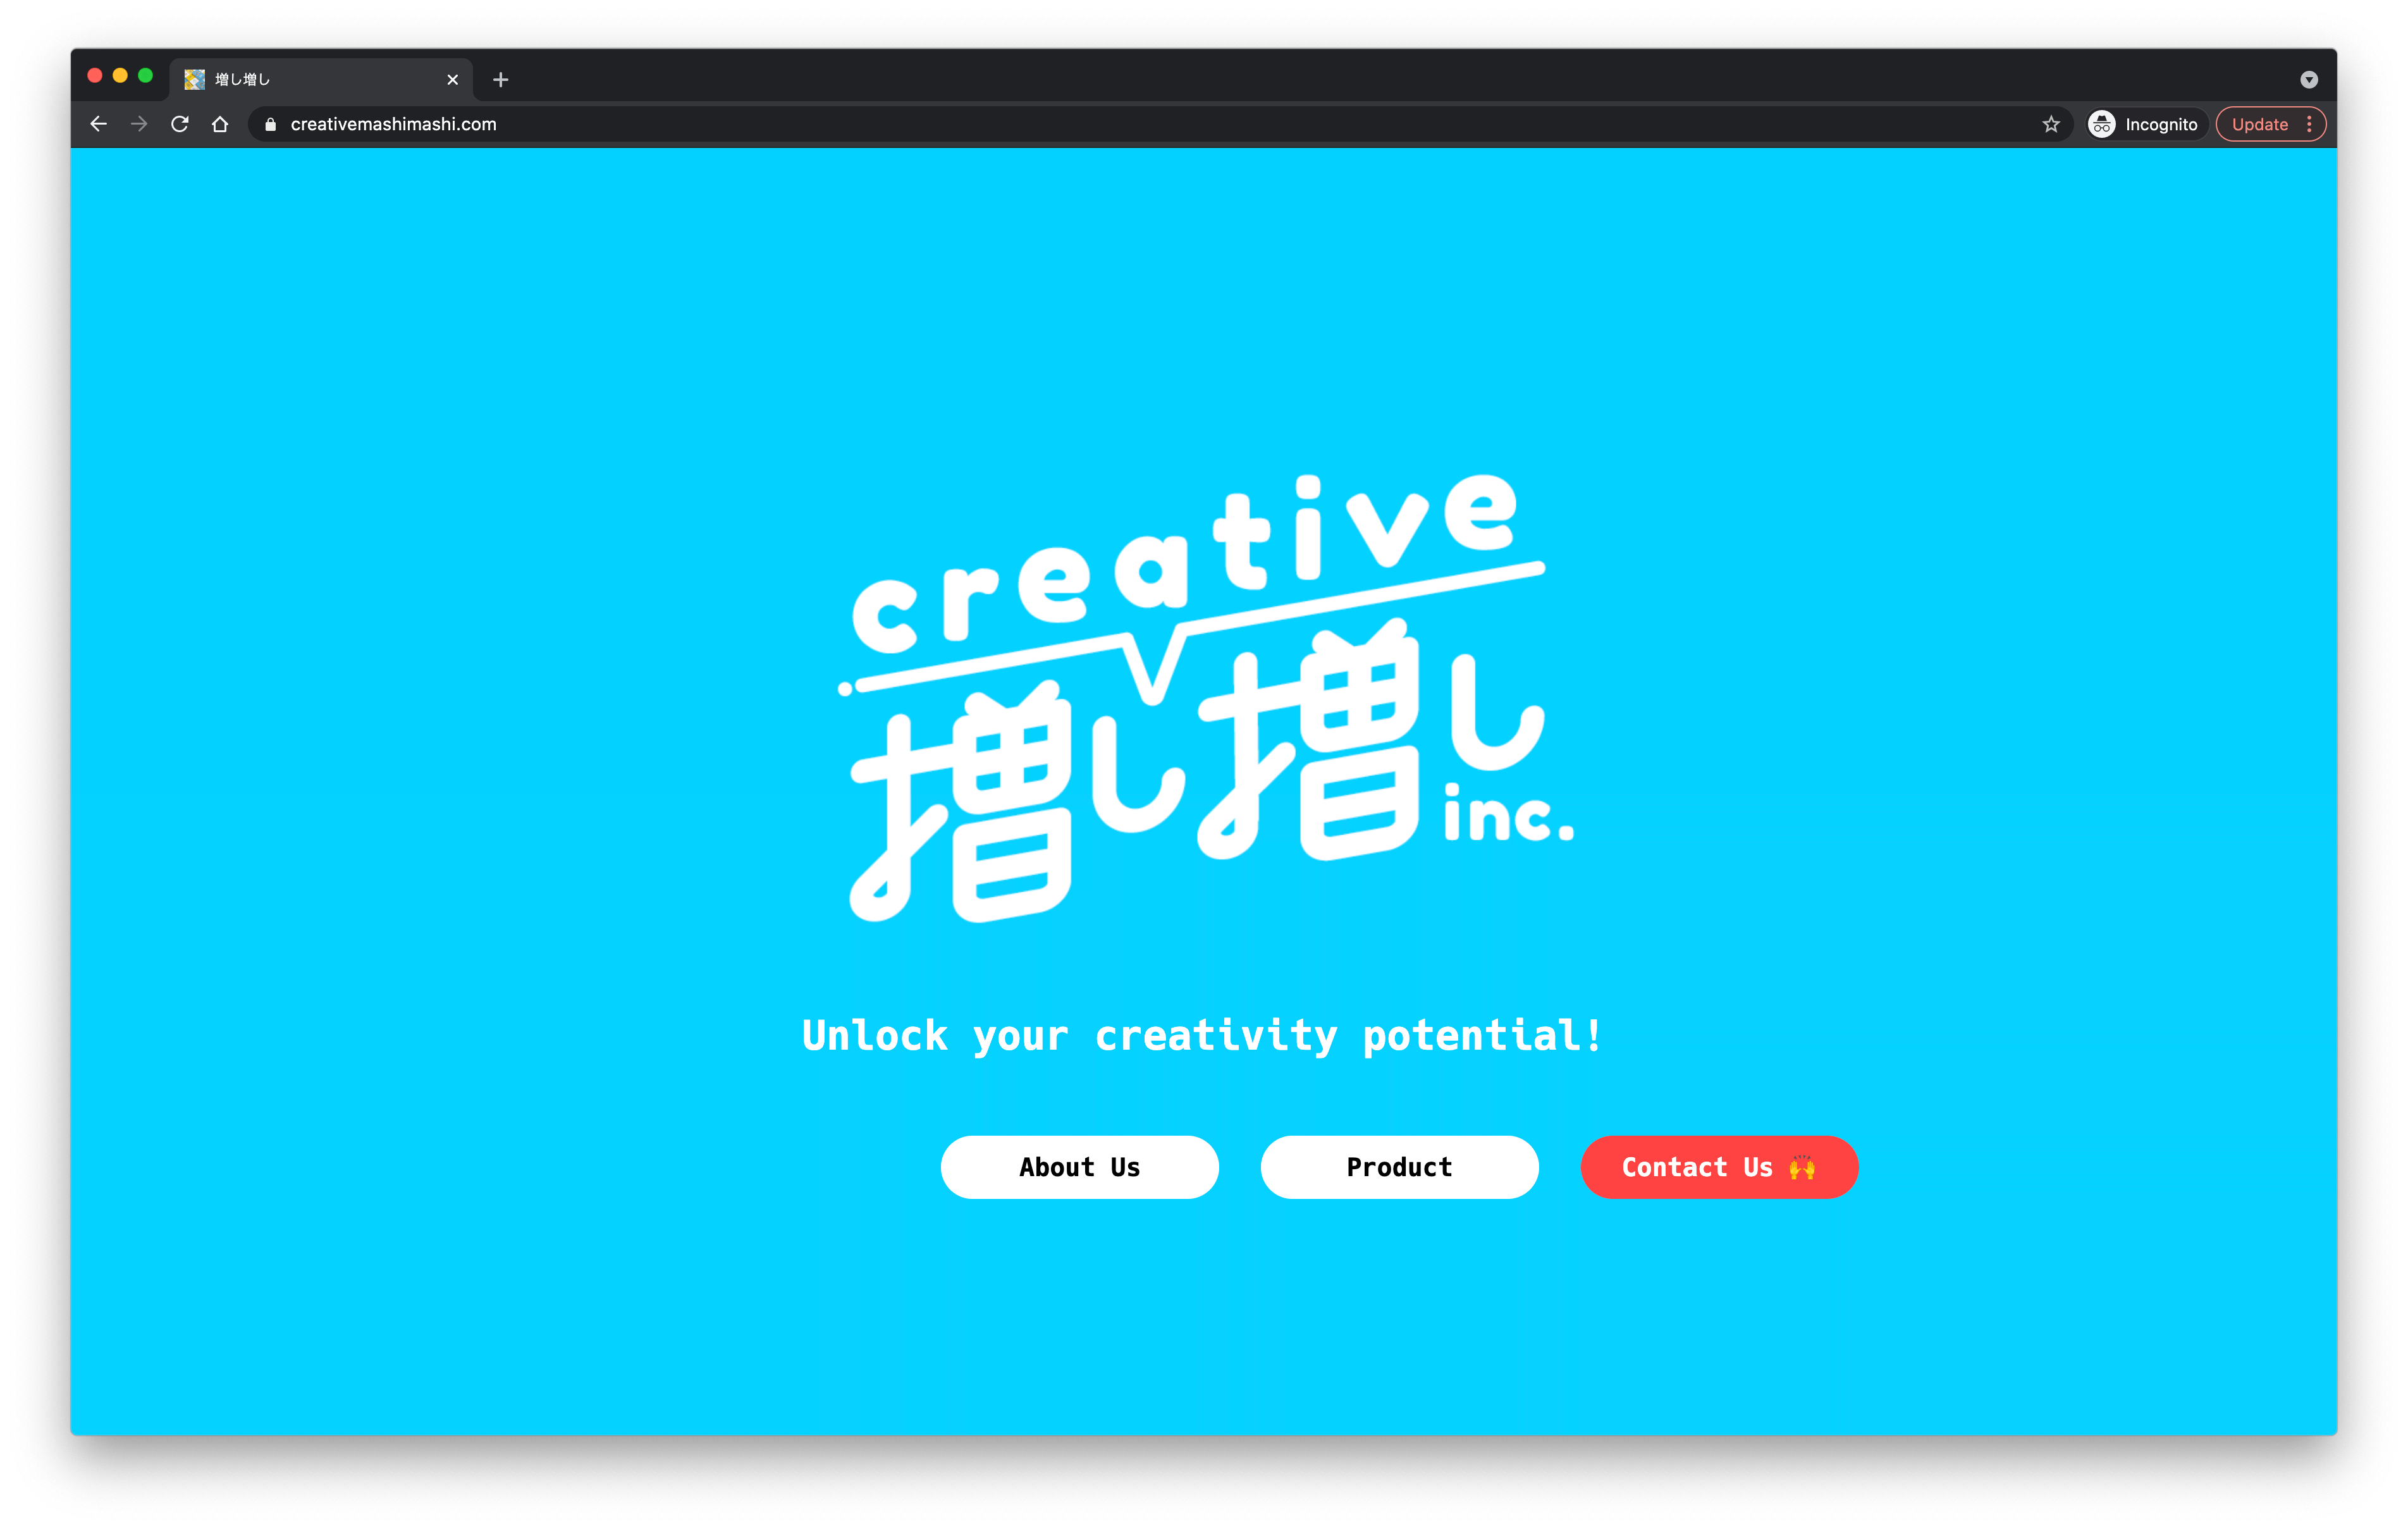 増し増し
creativemashimashi.com
Incognito
Update
creative
増し増し
inc.
Unlock your creativity potential!
About Us
Product
Contact Us 🙌